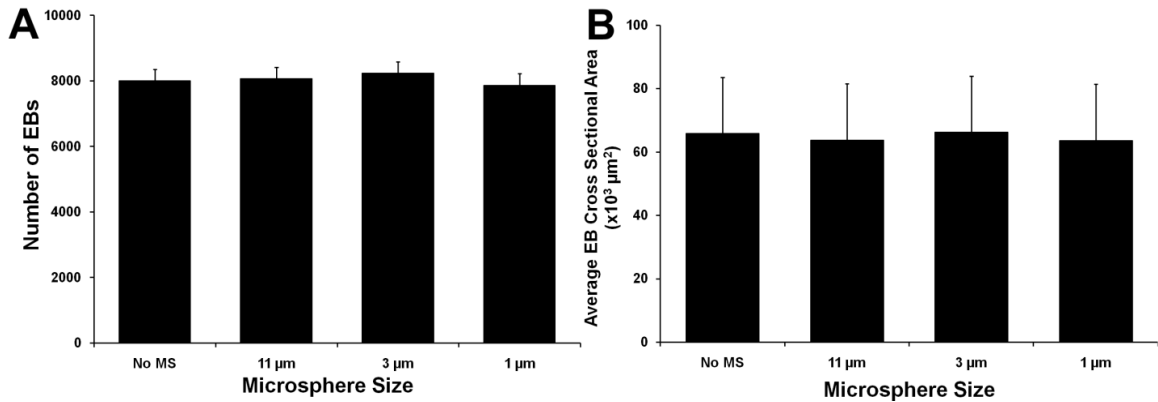 A
Number of EBs
10000
8000
6000
4000
2000
0
No MS 11 µm 3 µm 1 µm
Microsphere Size
B
Average EB Cross Sectional Area
(x10³ µm²)
100
80
60
40
20
0
No MS 11 µm 3 µm 1 µm
Microsphere Size